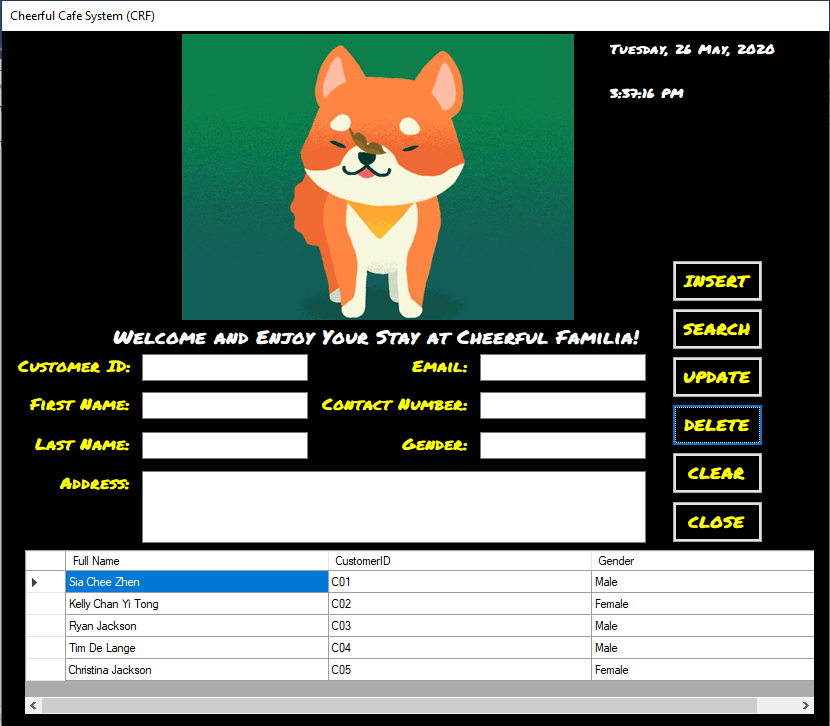 Cheerful Cafe System (CRF)
Tuesday, 26 May, 2020
3:37:16 PM
INSERT
SEARCH
Welcome and Enjoy Your Stay at Cheerful Familia!
Customer ID: Email:
UPDATE
First Name: Contact Number:
DELETE
Last Name: Gender:
CLEAR
Address:
CLOSE
Full Name CustomerID Gender
Sia Chee Zhen C01 Male
Kelly Chan Yi Tong C02 Female
Ryan Jackson C03 Male
Tim De Lange C04 Male
Christina Jackson C05 Female